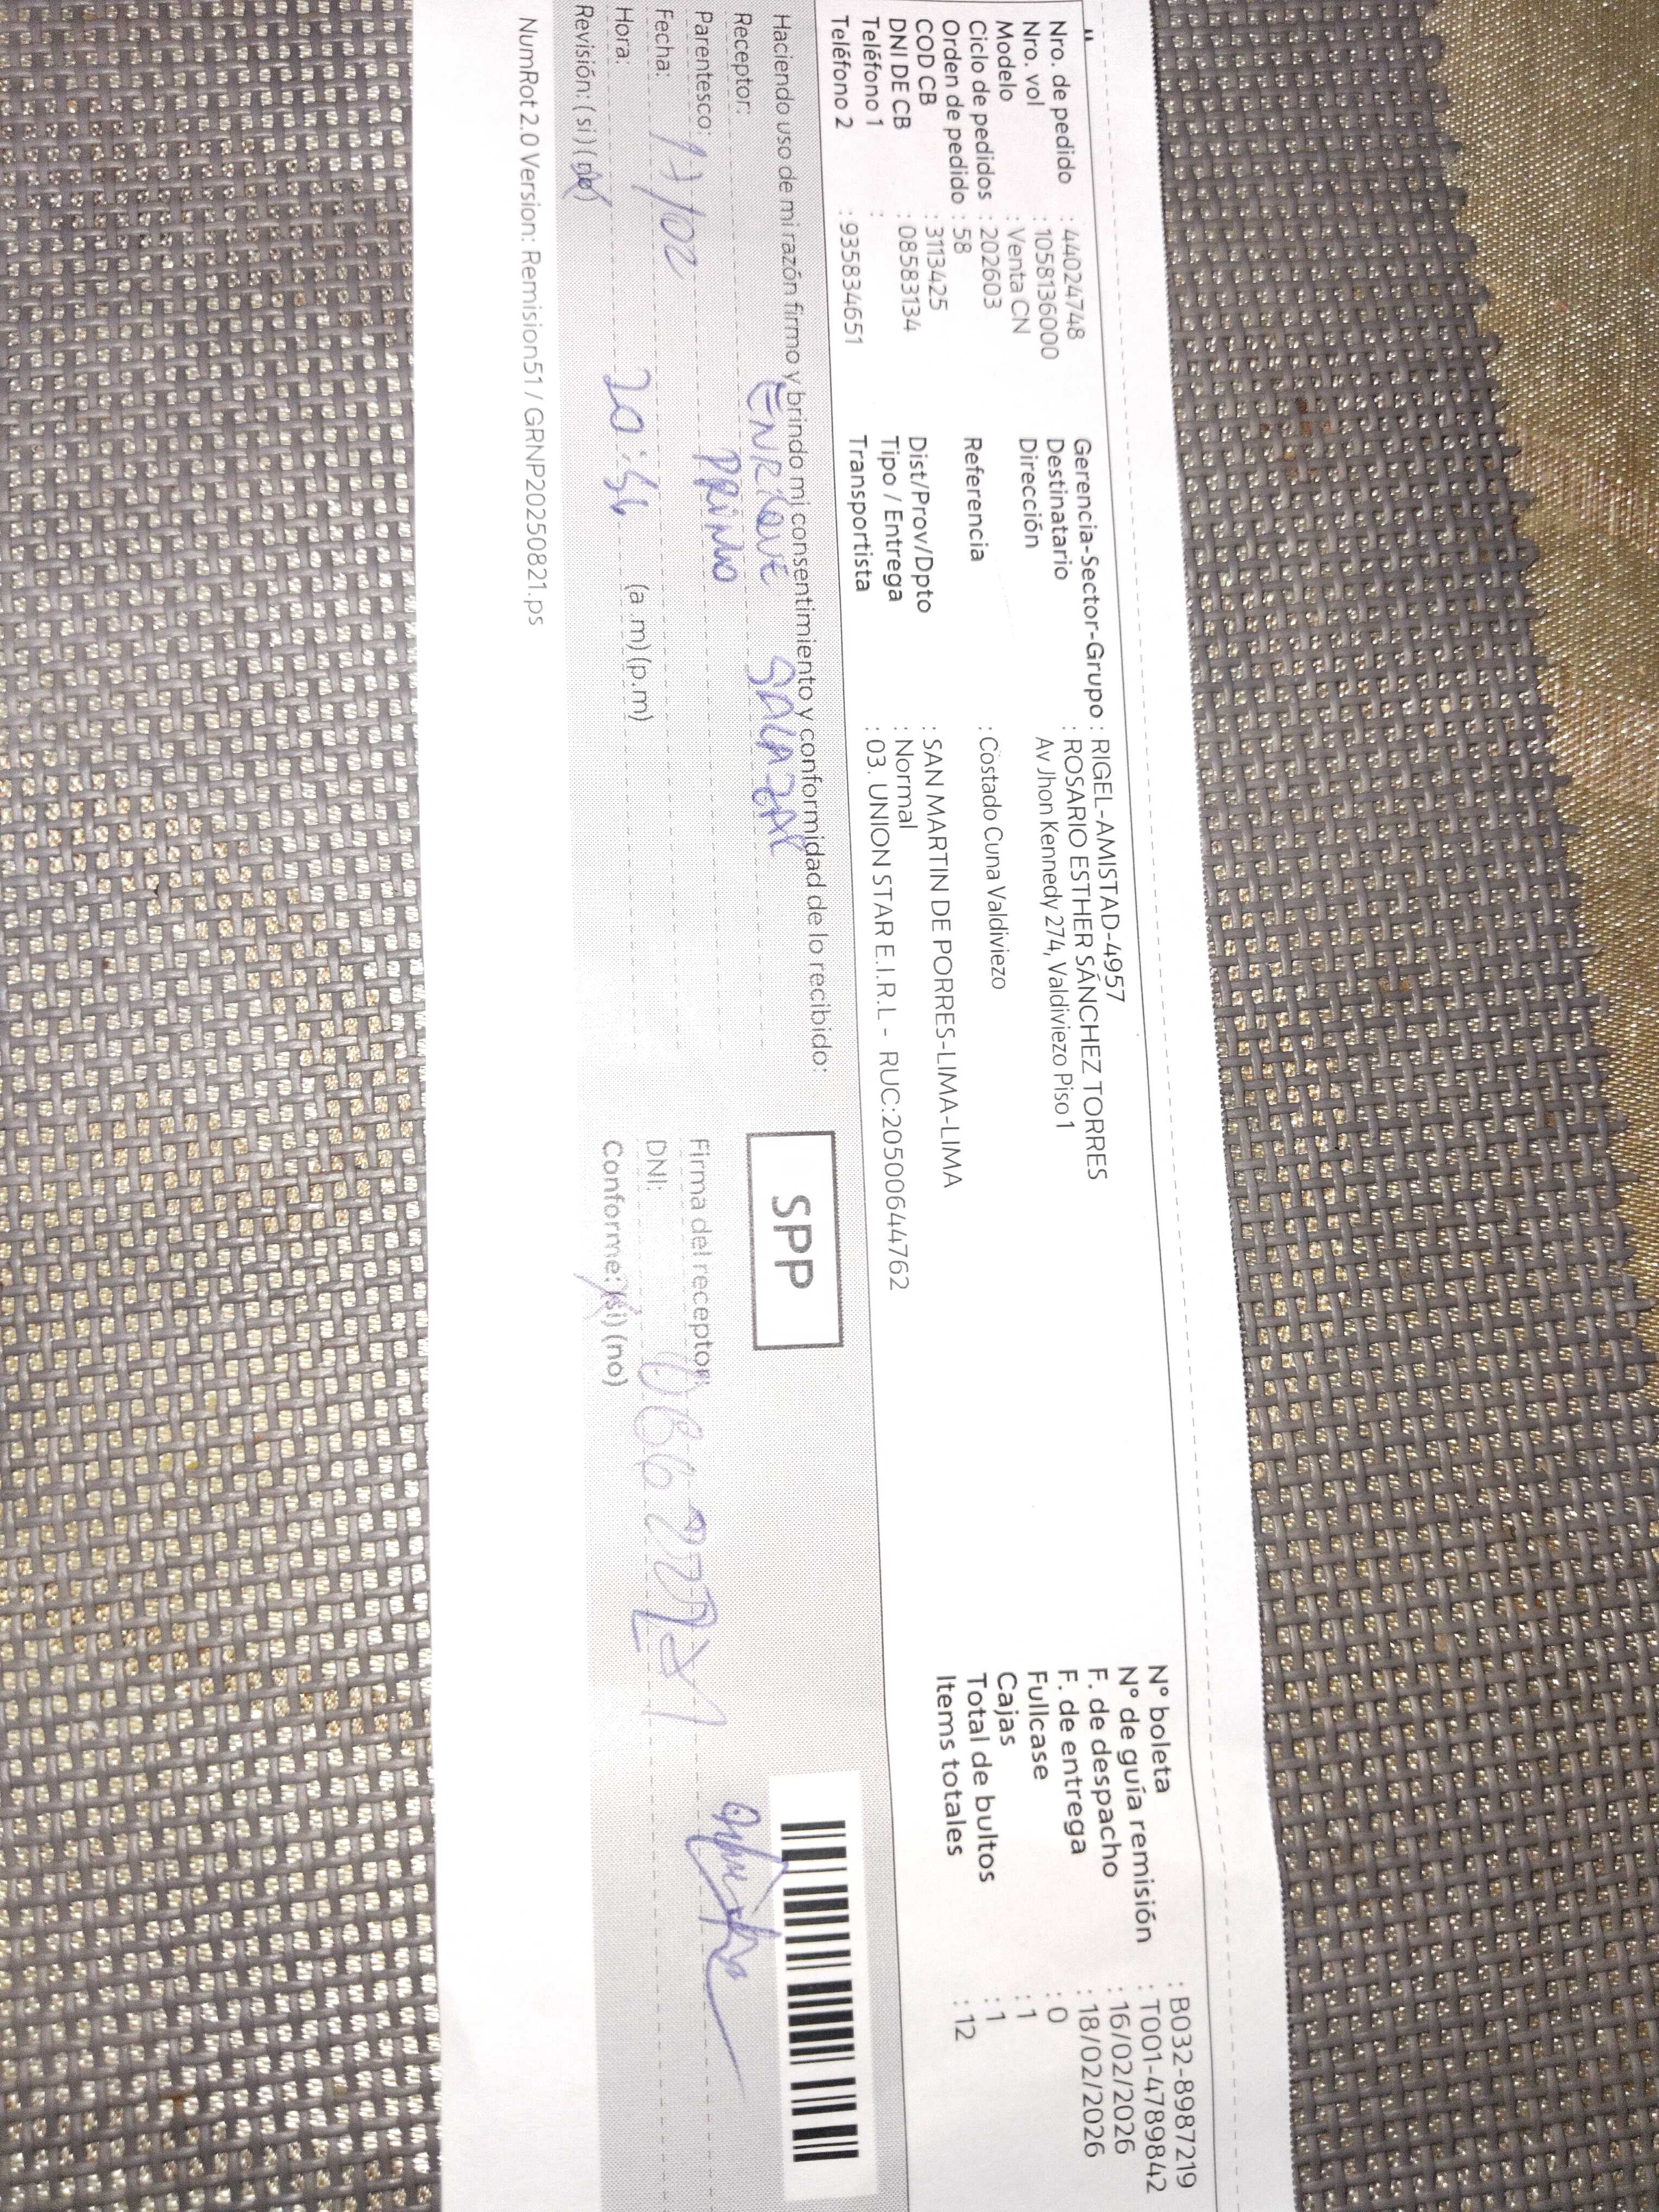 Nro. de pedido : 44024748
Nro. vol : 1058136000
Modelo : Venta CN
Ciclo de pedidos : 202603
Orden de pedido : 58
COD CB : 3113425
DNI DE CB : 08583134
Teléfono 1 :
Teléfono 2 : 935834651
Gerencia-Sector-Grupo : RIGEL-AMISTAD-4957
Destinatario : ROSARIO ESTHER SÁNCHEZ TORRES
Dirección Av Jhon Kennedy 274, Valdiviezo Piso 1
Referencia : Costado Cuna Valdiviezo
Dist/Prov/Dpto : SAN MARTIN DE PORRES-LIMA-LIMA
Tipo / Entrega : Normal
Transportista : 03. UNION STAR E.I.R.L - RUC:20500644762
N° boleta : B032-8987219
N° de guía remisión : T001-4789842
F. de despacho : 16/02/2026
F. de entrega : 18/02/2026
Fullcase : 0
Cajas : 1
Total de bultos : 1
Items totales : 12
Haciendo uso de mi razón firmo y brindo mi consentimiento y conformidad de lo recibido:
Receptor: ENRIQUE SALAZAR
Parentesco: PRIMO
Fecha: 17/02
Hora: (a.m) (p.m)
Revisión: (si) (no)
SPP
Firma del receptor:
DNI:
Conforme: (si) (no)
NumRot 2.0 Version: Remision51 / GRNP20250821.ps